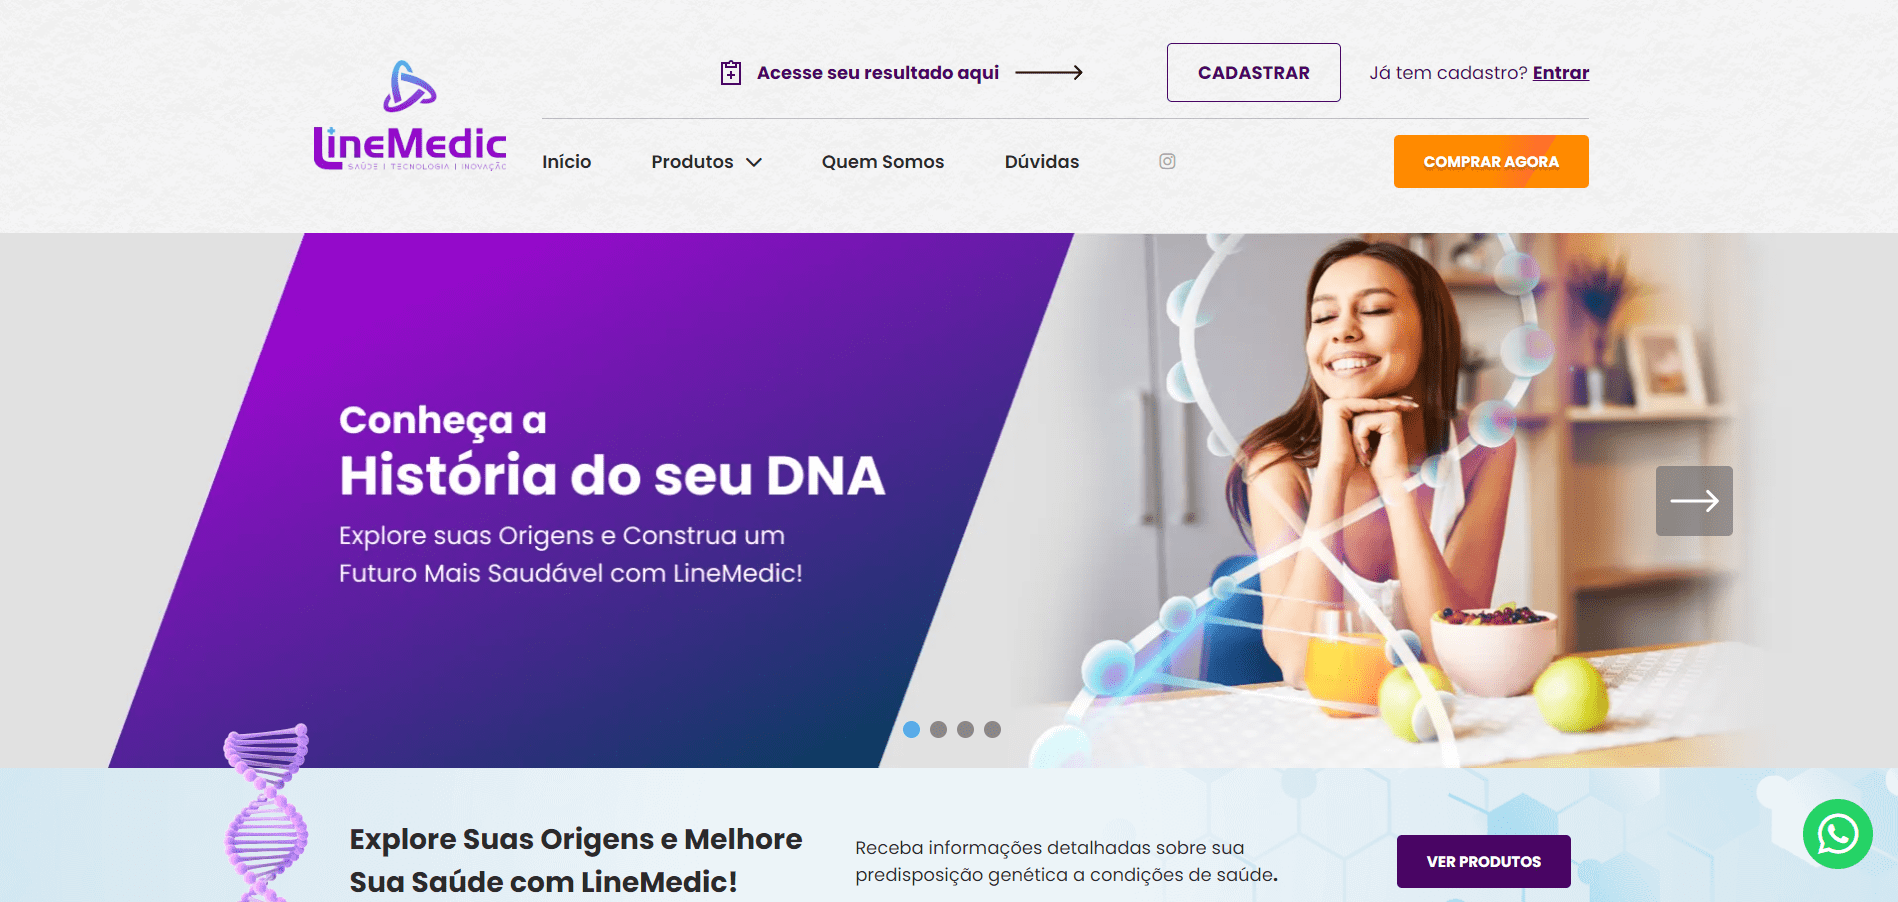 Acesse seu resultado aqui
CADASTRAR
Já tem cadastro? Entrar
LineMedic
SAÚDE | TECNOLOGIA | INOVAÇÃO
Início
Produtos
Quem Somos
Dúvidas
COMPRAR AGORA
Conheça a
História do seu DNA
Explore suas Origens e Construa um
Futuro Mais Saudável com LineMedic!
Explore Suas Origens e Melhore
Sua Saúde com LineMedic!
Receba informações detalhadas sobre sua
predisposição genética a condições de saúde.
VER PRODUTOS